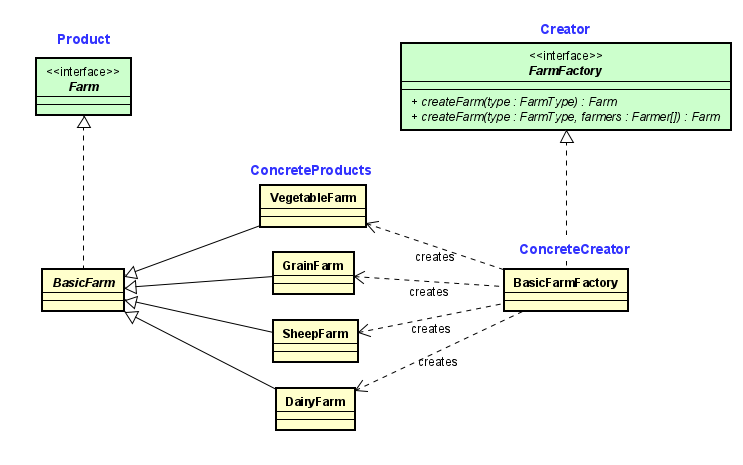 Product
<<interface>>
Farm
Creator
<<interface>>
FarmFactory
+ createFarm(type : FarmType) : Farm
+ createFarm(type : FarmType, farmers : Farmer[]) : Farm
ConcreteProducts
VegetableFarm
GrainFarm
SheepFarm
DairyFarm
BasicFarm
ConcreteCreator
BasicFarmFactory
creates
creates
creates
creates